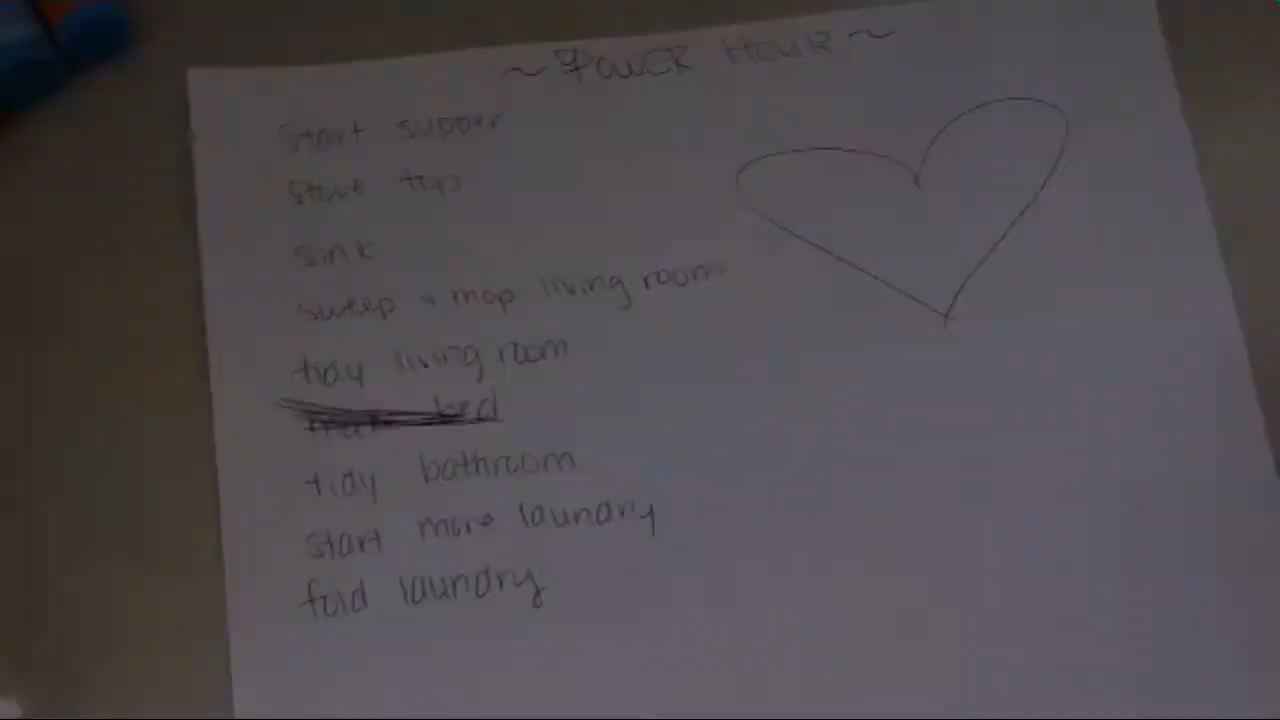 ~ Power Hour ~
Start supper
stove top
sink
sweep + mop living room
tidy living room
bed
tidy bathroom
start more laundry
fold laundry